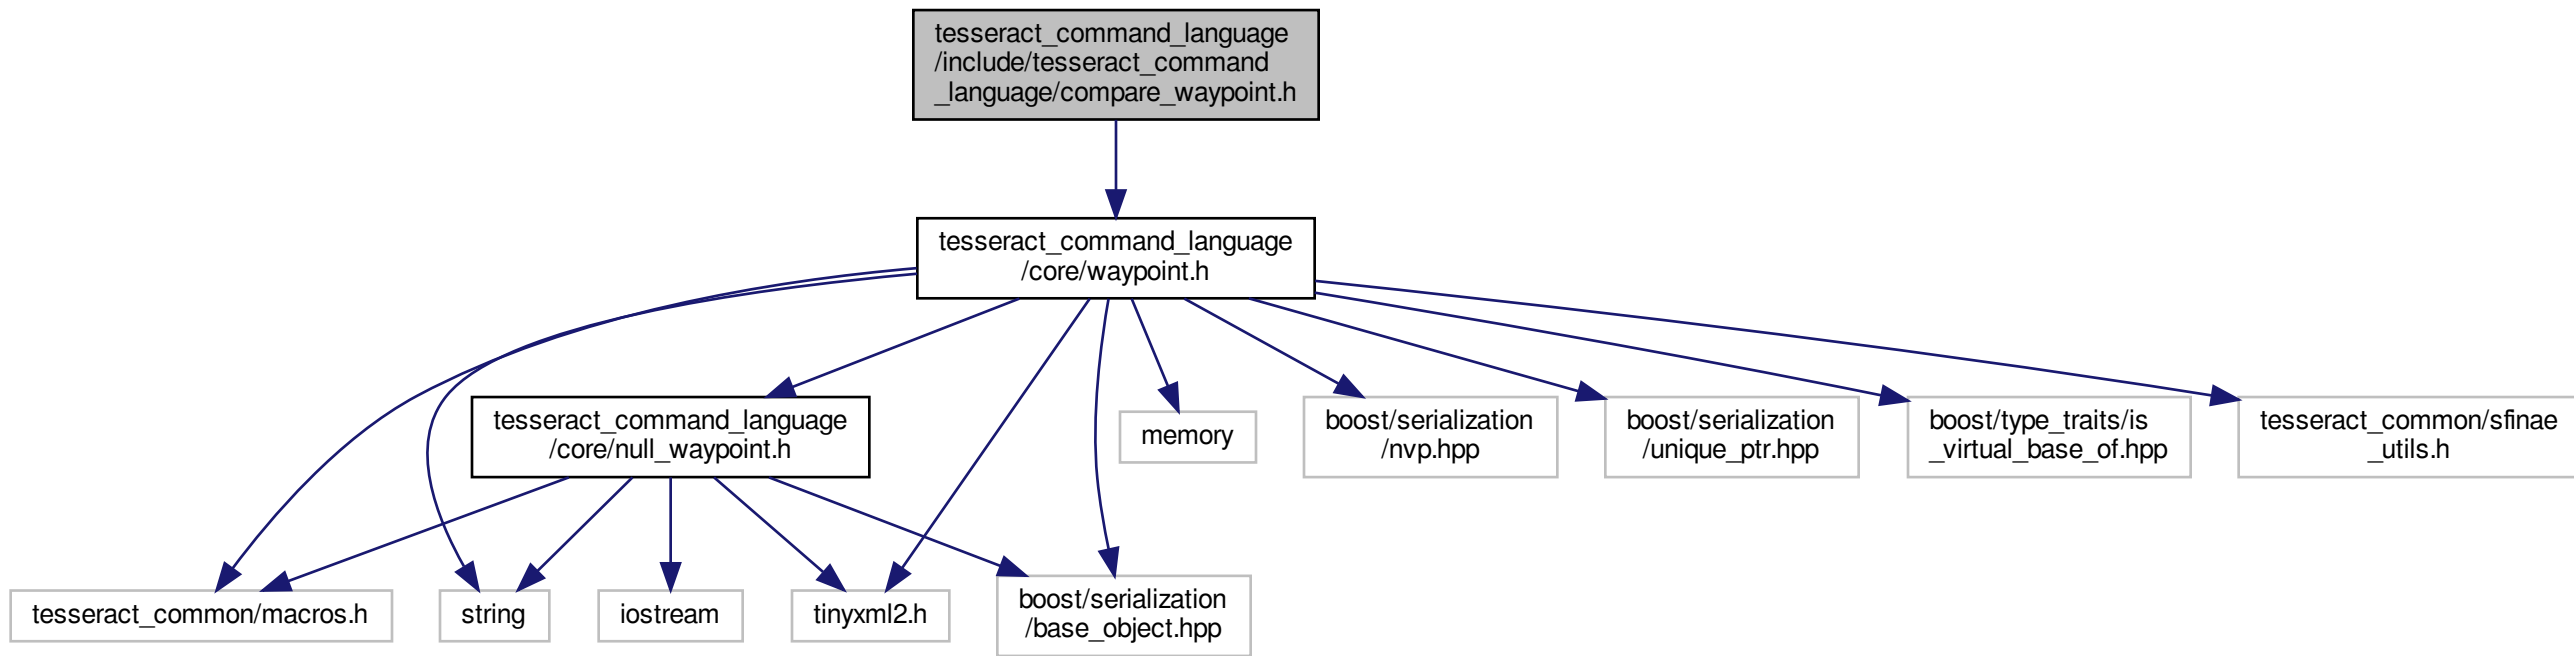 tesseract_command_language
/include/tesseract_command
_language/compare_waypoint.h
tesseract_command_language
/core/waypoint.h
tesseract_command_language
/core/null_waypoint.h
memory
boost/serialization
/nvp.hpp
boost/serialization
/unique_ptr.hpp
boost/type_traits/is
_virtual_base_of.hpp
tesseract_common/sfinae
_utils.h
tesseract_common/macros.h
string
iostream
tinyxml2.h
boost/serialization
/base_object.hpp